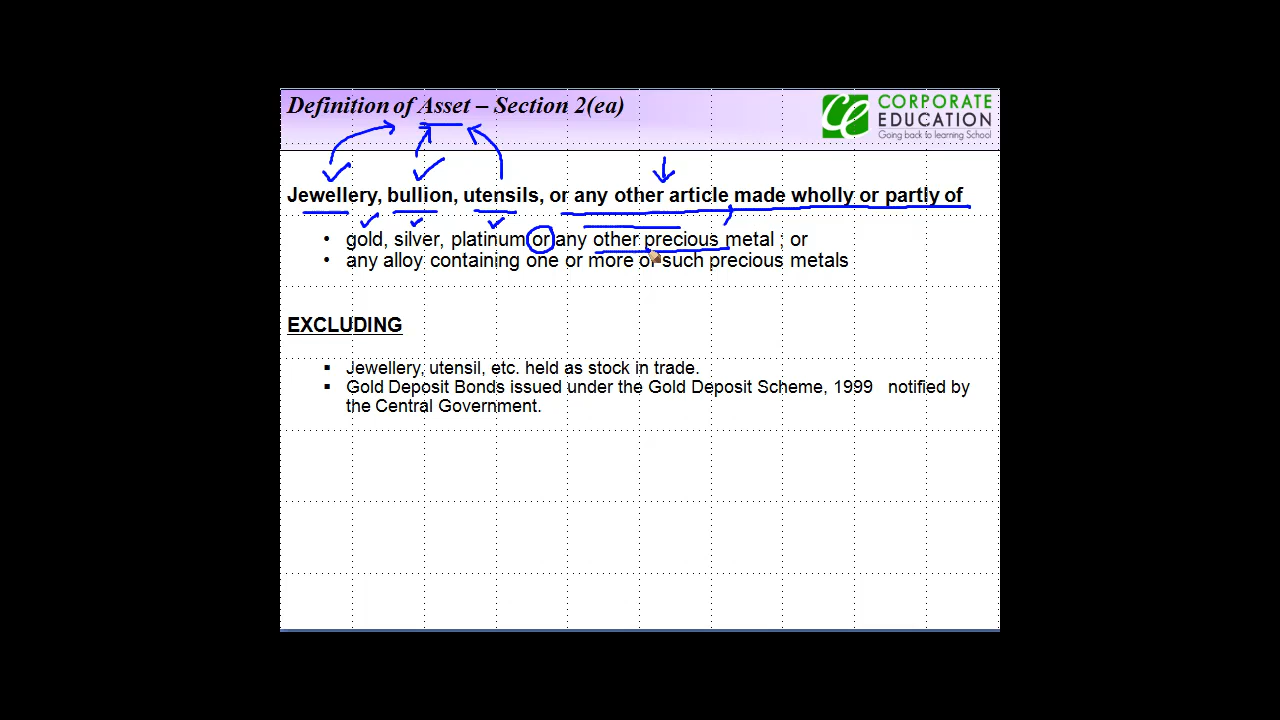 Definition of Asset – Section 2(ea)
CORPORATE
EDUCATION
Going back to learning School
Jewellery, bullion, utensils, or any other article made wholly or partly of
• gold, silver, platinum or any other precious metal ; or
• any alloy containing one or more of such precious metals
EXCLUDING
▪ Jewellery, utensil, etc. held as stock in trade.
▪ Gold Deposit Bonds issued under the Gold Deposit Scheme, 1999 notified by
the Central Government.